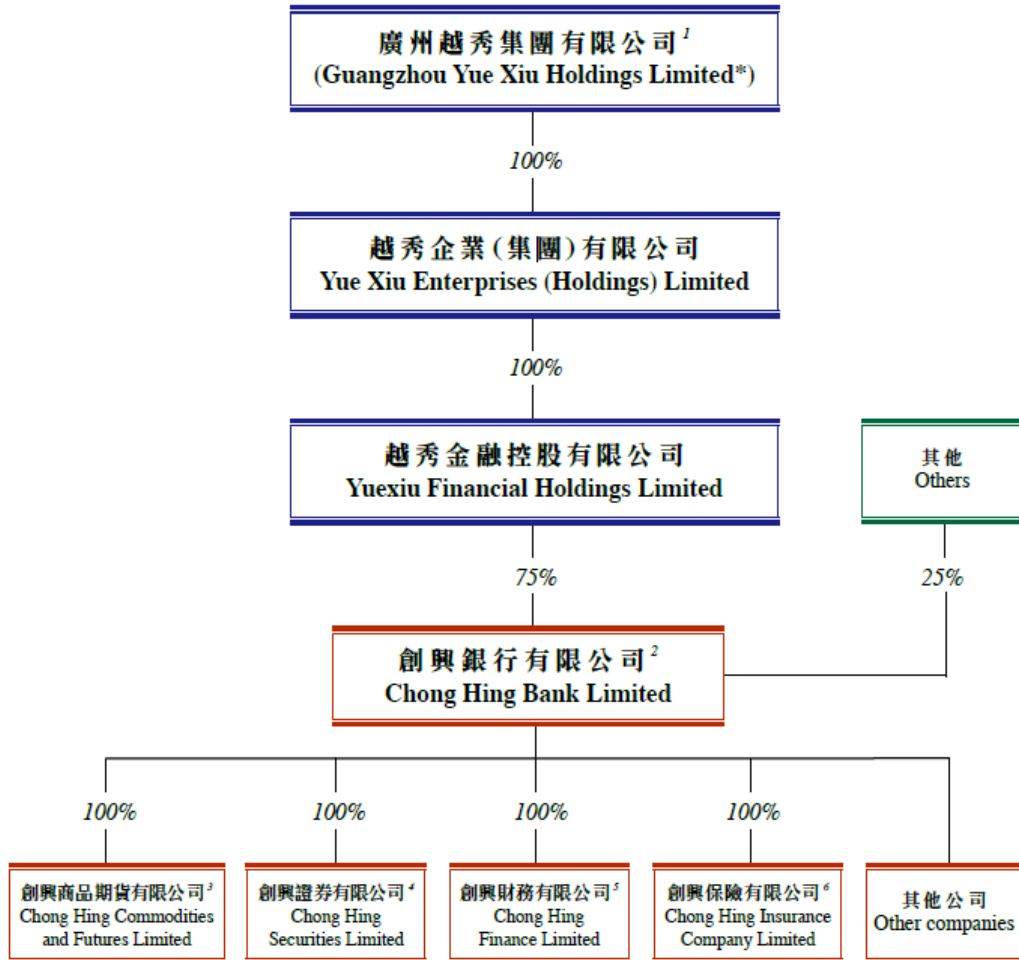 廣州越秀集團有限公司1
(Guangzhou Yue Xiu Holdings Limited*)
100%
越秀企業(集團)有限公司
Yue Xiu Enterprises (Holdings) Limited
100%
越秀金融控股有限公司
Yuexiu Financial Holdings Limited
其他
Others
75%
25%
創興銀行有限公司2
Chong Hing Bank Limited
100%
100%
100%
100%
創興商品期貨有限公司3
Chong Hing Commodities
and Futures Limited
創興證券有限公司4
Chong Hing
Securities Limited
創興財務有限公司5
Chong Hing
Finance Limited
創興保險有限公司6
Chong Hing Insurance
Company Limited
其他公司
Other companies